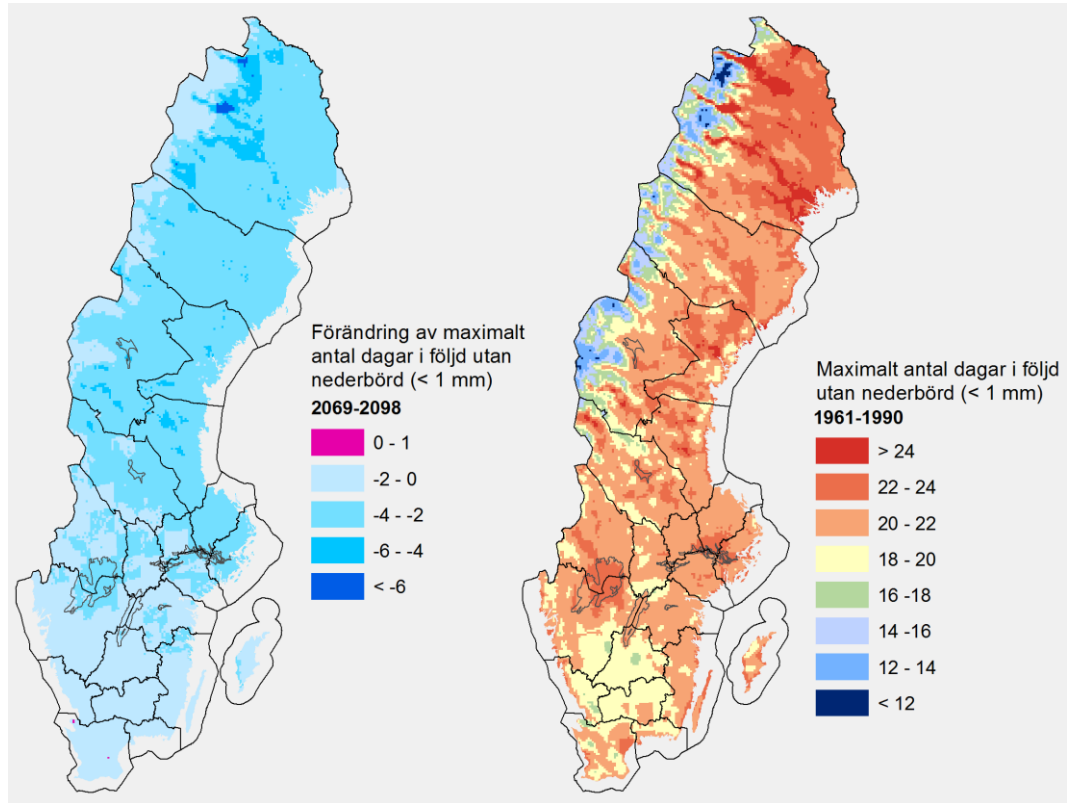 Förändring av maximalt
antal dagar i följd utan
nederbörd (< 1 mm)
2069-2098
0 - 1
-2 - 0
-4 - -2
-6 - -4
< -6
Maximalt antal dagar i följd
utan nederbörd (< 1 mm)
1961-1990
> 24
22 - 24
20 - 22
18 - 20
16 -18
14 -16
12 - 14
< 12